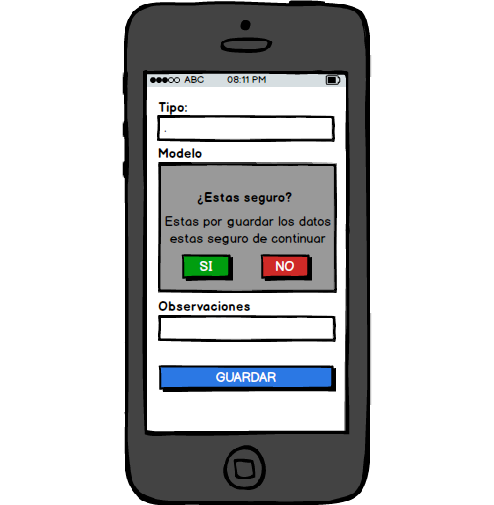 ABC 08:11 PM
Tipo:
.
Modelo
¿Estas seguro?
Estas por guardar los datos
estas seguro de continuar
SI NO
Observaciones
GUARDAR